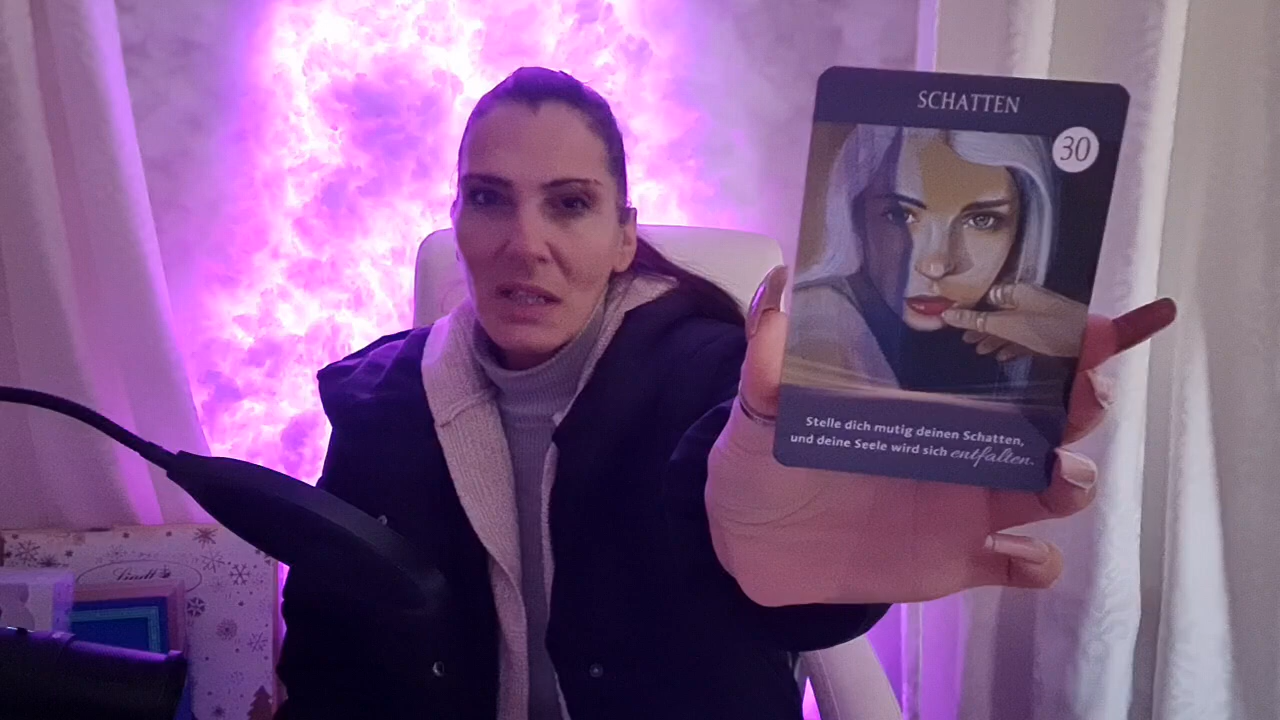 SCHATTEN
30
Stelle dich mutig deinen Schatten,
und deine Seele wird sich entfalten.
Lindt